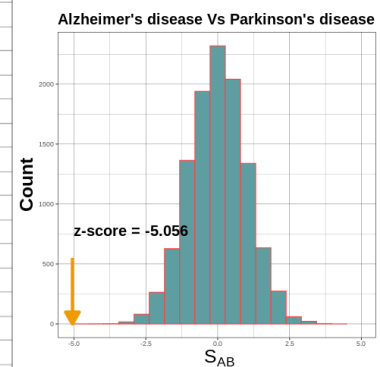 Alzheimer's disease Vs Parkinson's disease
Count
2000
1500
1000
z-score = -5.056
500
0
-5.0 -2.5 0.0 2.5 5.0
S_AB